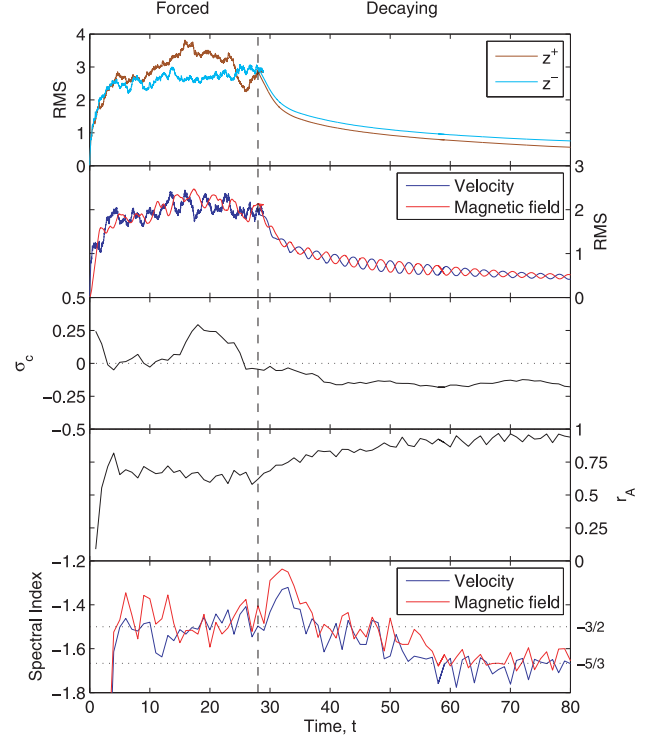 Forced Decaying
4
3
2
1
0
RMS
z+
z−
3
2
1
0
RMS
Velocity
Magnetic field
0.5
0.25
0
−0.25
−0.5
σc
1
0.75
0.5
0.25
0
rA
−1.2
−1.4
−1.6
−1.8
Spectral Index
Velocity
Magnetic field
−3/2
−5/3
0 10 20 30 40 50 60 70 80
Time, t